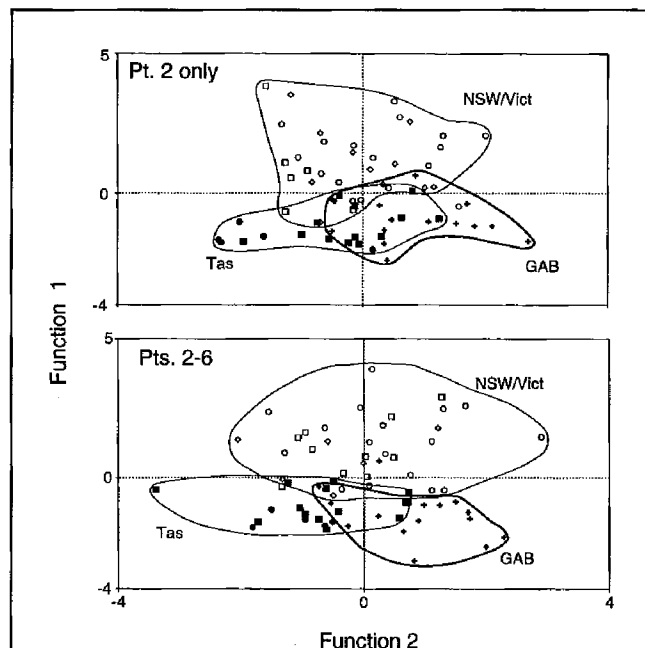 5
Pt. 2 only
NSW/Vict
0
Tas
GAB
-4
Function 1
5
Pts. 2-6
NSW/Vict
0
Tas
GAB
-4
-4
0
4
Function 2